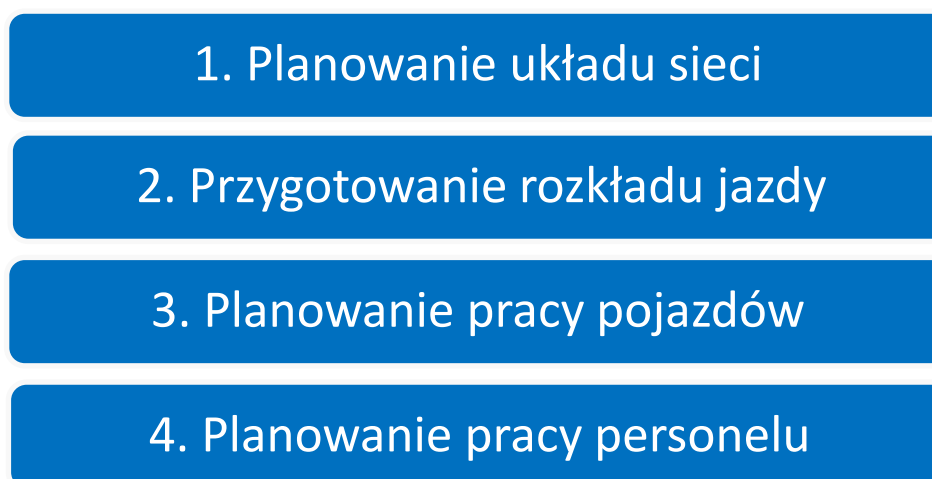 1. Planowanie układu sieci
2. Przygotowanie rozkładu jazdy
3. Planowanie pracy pojazdów
4. Planowanie pracy personelu